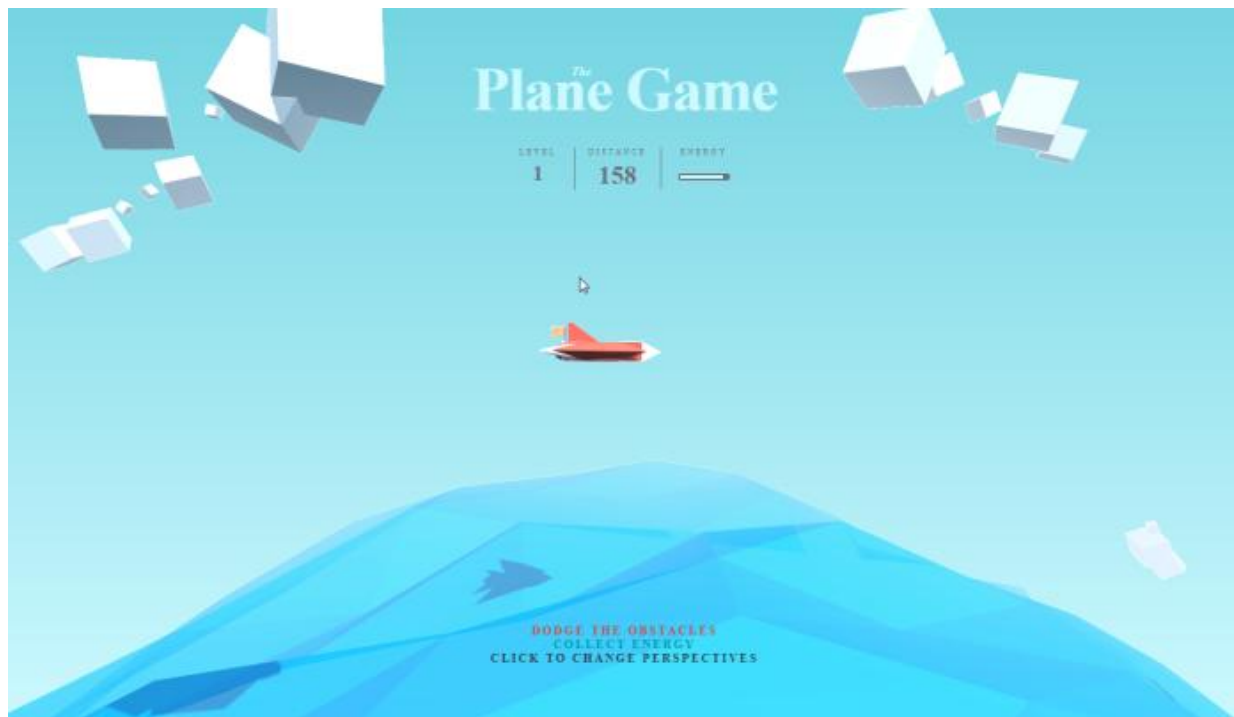 The
Plane Game
LEVEL DISTANCE ENERGY
1 158
DODGE THE OBSTACLES
COLLECT ENERGY
CLICK TO CHANGE PERSPECTIVES